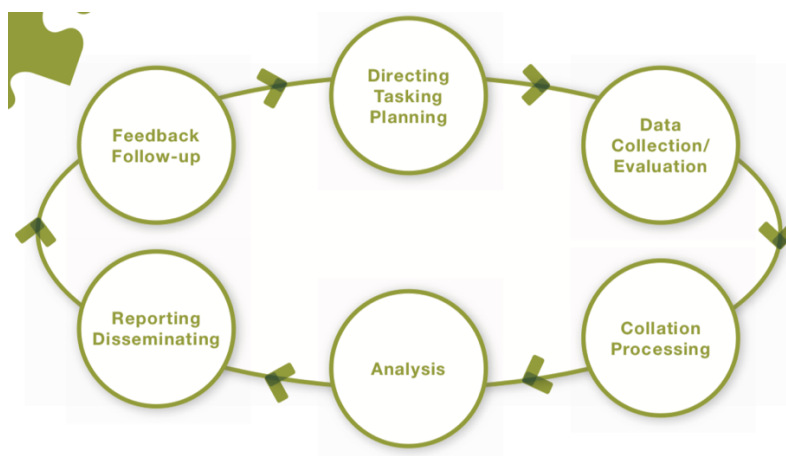 Directing
Tasking
Planning
Data
Collection/
Evaluation
Collation
Processing
Analysis
Reporting
Disseminating
Feedback
Follow-up